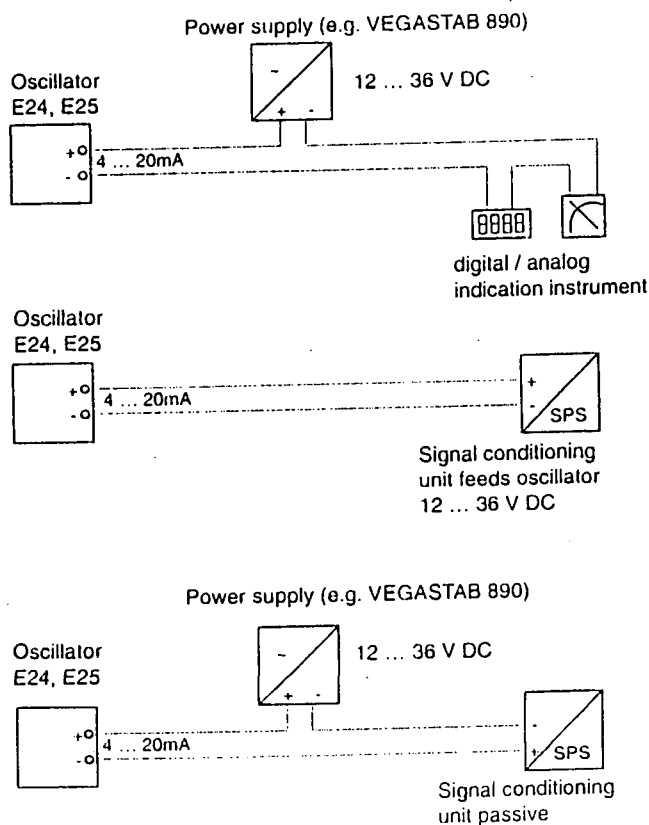 Power supply (e.g. VEGASTAB 890)
~
+ -
12 ... 36 V DC
Oscillator
E24, E25
+
-
4 ... 20mA
8888
digital / analog
indication instrument
Oscillator
E24, E25
+
-
4 ... 20mA
+
-
SPS
Signal conditioning
unit feeds oscillator
12 ... 36 V DC
Power supply (e.g. VEGASTAB 890)
~
+ -
12 ... 36 V DC
Oscillator
E24, E25
+
-
4 ... 20mA
-
+
SPS
Signal conditioning
unit passive